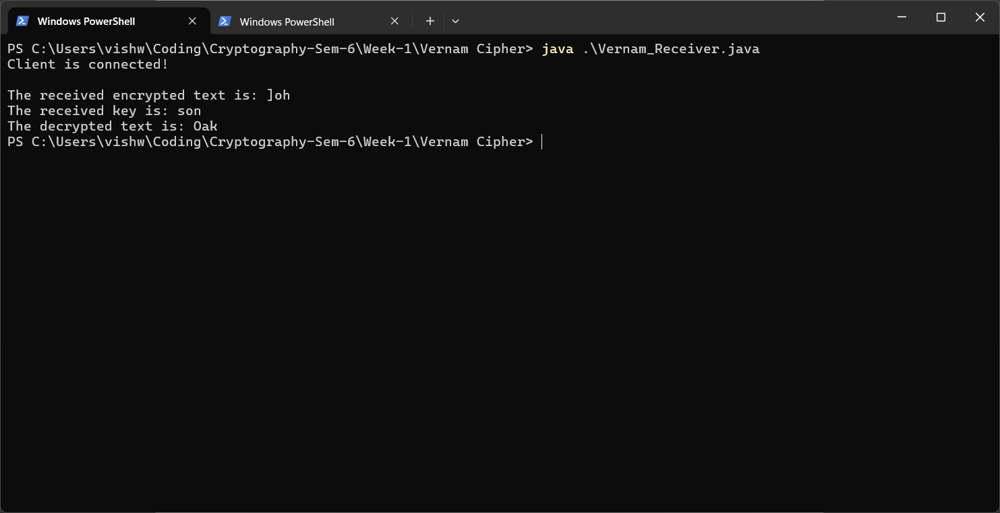 Windows PowerShell
Windows PowerShell
PS C:\Users\vishw\Coding\Cryptography-Sem-6\Week-1\Vernam Cipher> java .\Vernam_Receiver.java
Client is connected!
The received encrypted text is: ]oh
The received key is: son
The decrypted text is: Oak
PS C:\Users\vishw\Coding\Cryptography-Sem-6\Week-1\Vernam Cipher>